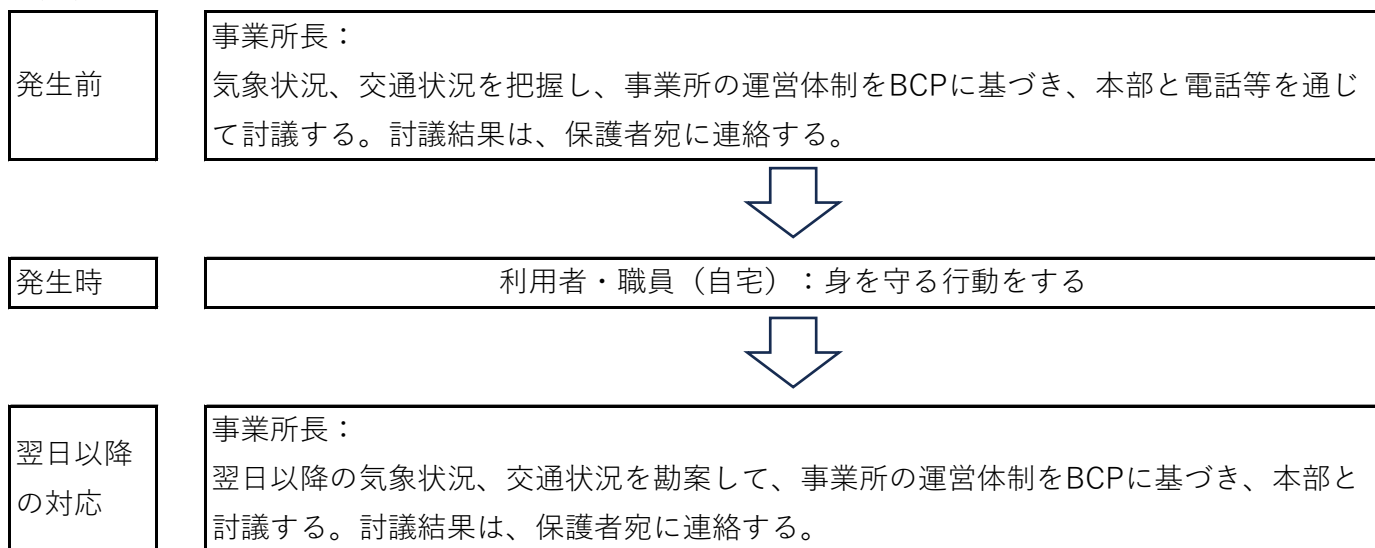 発生前
事業所長：
気象状況、交通状況を把握し、事業所の運営体制をBCPに基づき、本部と電話等を通じ
て討議する。討議結果は、保護者宛に連絡する。
発生時
利用者・職員（自宅）：身を守る行動をする
翌日以降
の対応
事業所長：
翌日以降の気象状況、交通状況を勘案して、事業所の運営体制をBCPに基づき、本部と
討議する。討議結果は、保護者宛に連絡する。